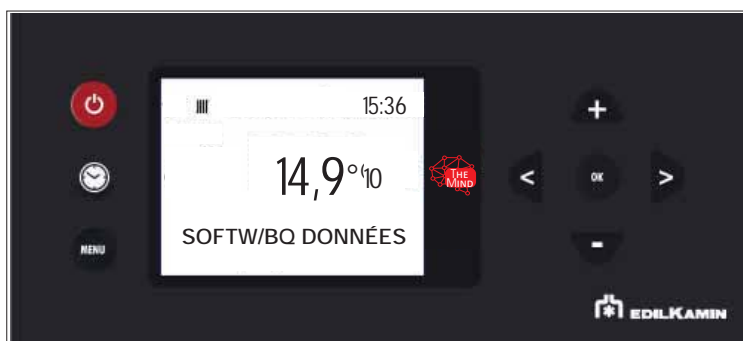 15:36
14,9°(10
THE
MIND
< OK >
SOFTW/BQ DONNÉES
MENU
EDILKAMIN